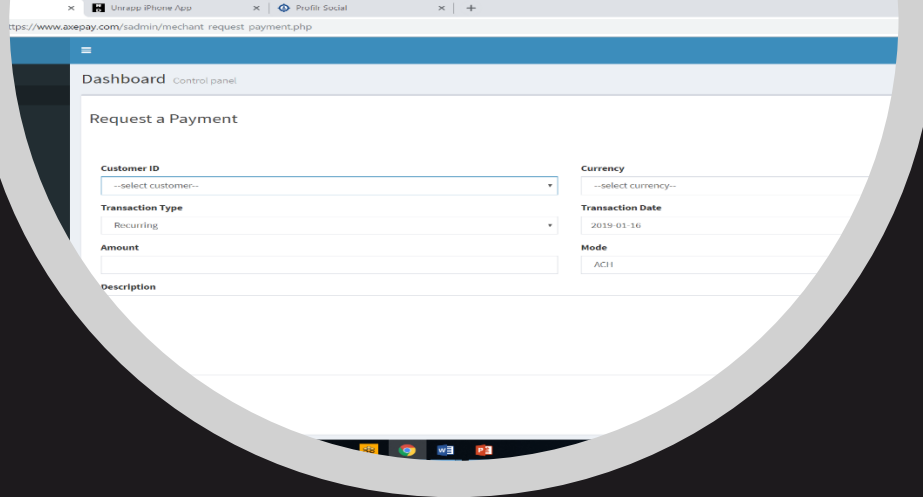 Unrapp iPhone App Profilr Social
ttps://www.axepay.com/sadmin/mechant_request_payment.php
Dashboard Control panel
Request a Payment
Customer ID Currency
--select customer-- --select currency--
Transaction Type Transaction Date
Recurring 2019-01-16
Amount Mode
ACH
Description